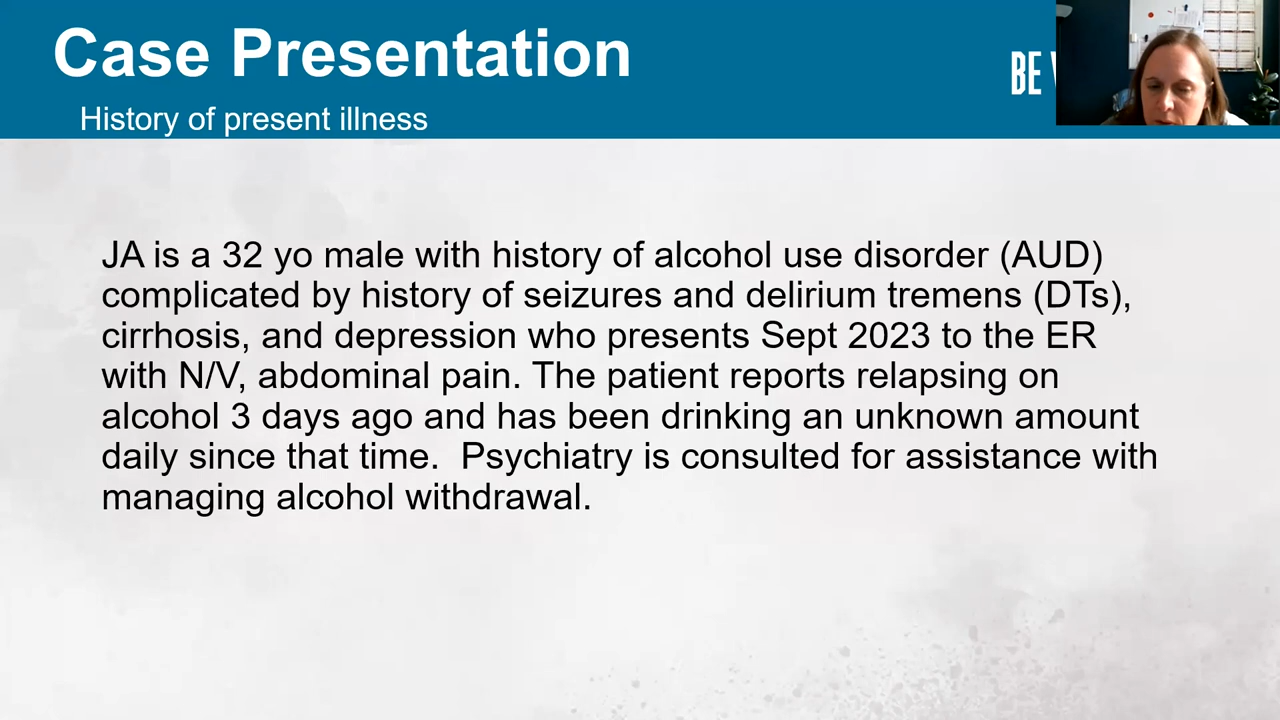 Case Presentation
History of present illness
BE
JA is a 32 yo male with history of alcohol use disorder (AUD)
complicated by history of seizures and delirium tremens (DTs),
cirrhosis, and depression who presents Sept 2023 to the ER
with N/V, abdominal pain. The patient reports relapsing on
alcohol 3 days ago and has been drinking an unknown amount
daily since that time.  Psychiatry is consulted for assistance with
managing alcohol withdrawal.